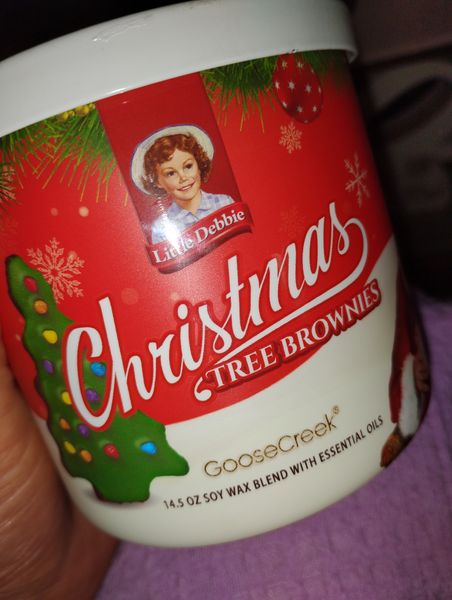 Little Debbie
Christmas
TREE BROWNIES
GooseCreek®
14.5 OZ SOY WAX BLEND WITH ESSENTIAL OILS